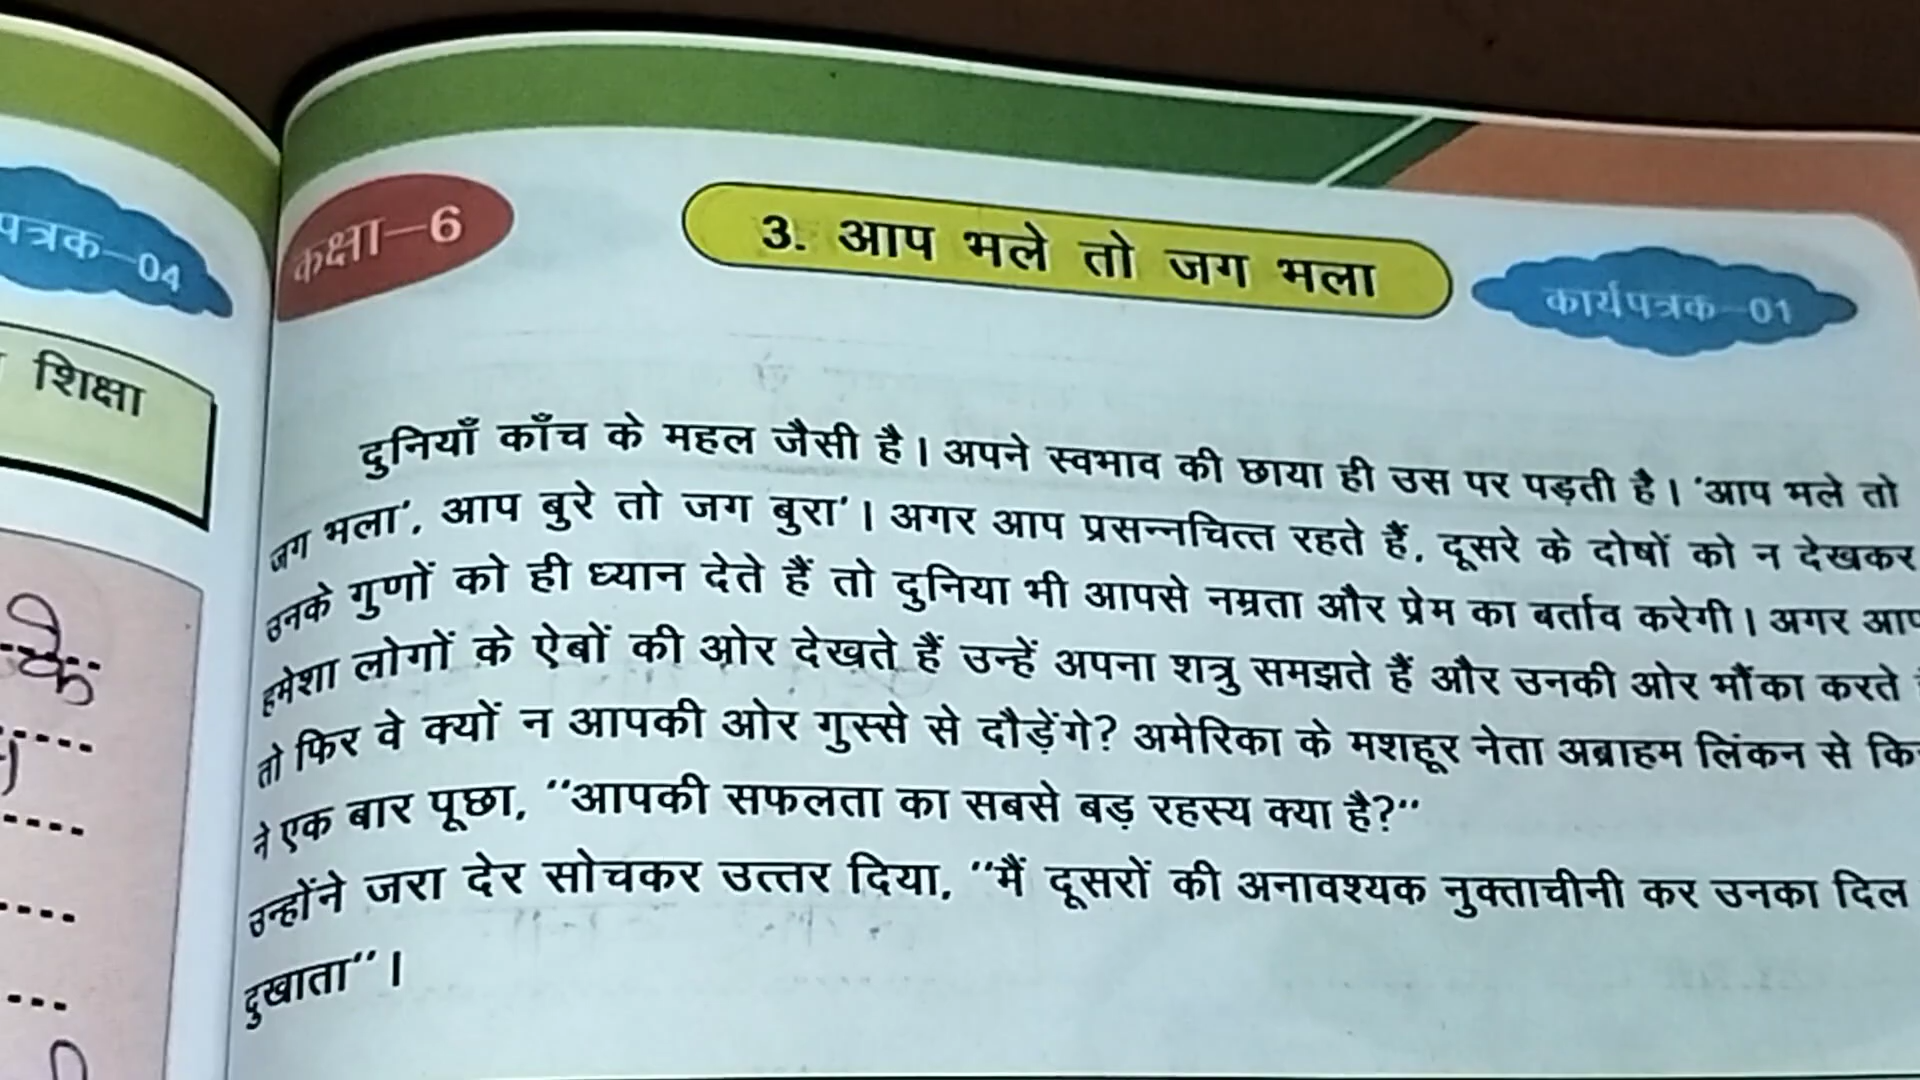 पत्रक–04
शिक्षा
के
कक्षा–6
3. आप भले तो जग भला
कार्यपत्रक–01
दुनियाँ काँच के महल जैसी है। अपने स्वभाव की छाया ही उस पर पड़ती है। 'आप भले तो
जग भला', आप बुरे तो जग बुरा'। अगर आप प्रसन्नचित्त रहते हैं, दूसरे के दोषों को न देखकर
उनके गुणों को ही ध्यान देते हैं तो दुनिया भी आपसे नम्रता और प्रेम का बर्ताव करेगी। अगर आप
हमेशा लोगों के ऐबों की ओर देखते हैं उन्हें अपना शत्रु समझते हैं और उनकी ओर भौंका करते
तो फिर वे क्यों न आपकी ओर गुस्से से दौड़ेंगे? अमेरिका के मशहूर नेता अब्राहम लिंकन से
ने एक बार पूछा, ''आपकी सफलता का सबसे बड़ रहस्य क्या है?''
उन्होंने जरा देर सोचकर उत्तर दिया, ''मैं दूसरों की अनावश्यक नुक्ताचीनी कर उनका दिल
दुखाता''।